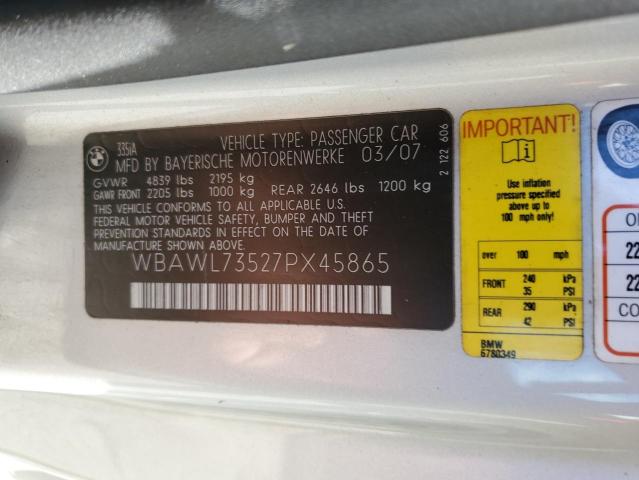 BMW
335iA
VEHICLE TYPE: PASSENGER CAR
MFD BY BAYERISCHE MOTORENWERKE 03/07
GVWR 4839 lbs 2195 kg
GAWR FRONT 2205 lbs 1000 kg REAR 2646 lbs 1200 kg
THIS VEHICLE CONFORMS TO ALL APPLICABLE U.S.
FEDERAL MOTOR VEHICLE SAFETY, BUMPER AND THEFT
PREVENTION STANDARDS IN EFFECT ON THE DATE OF
MANUFACTURE SHOWN ABOVE.
WBAWL73527PX45865
2 122 606
IMPORTANT!
i
Use inflation
pressure specified
above up to
100 mph only!
over 100 mph
FRONT 240 kPa
35 PSI
REAR 290 kPa
42 PSI
BMW
6780349
22
22
CO